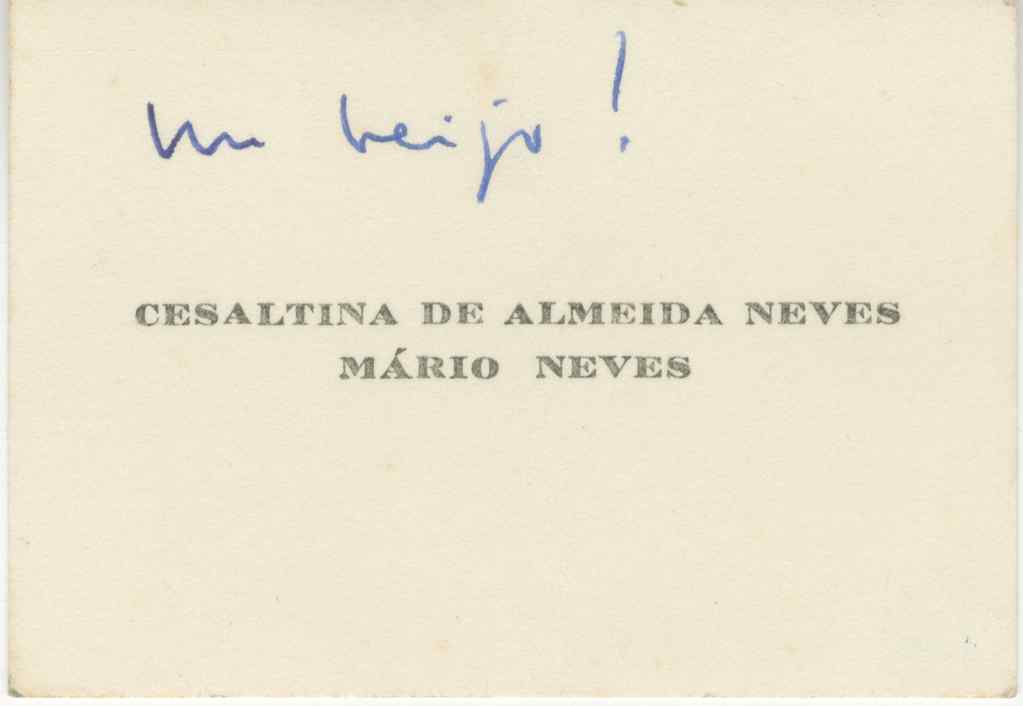 Um beijo!
CESALTINA DE ALMEIDA NEVES
MÁRIO NEVES